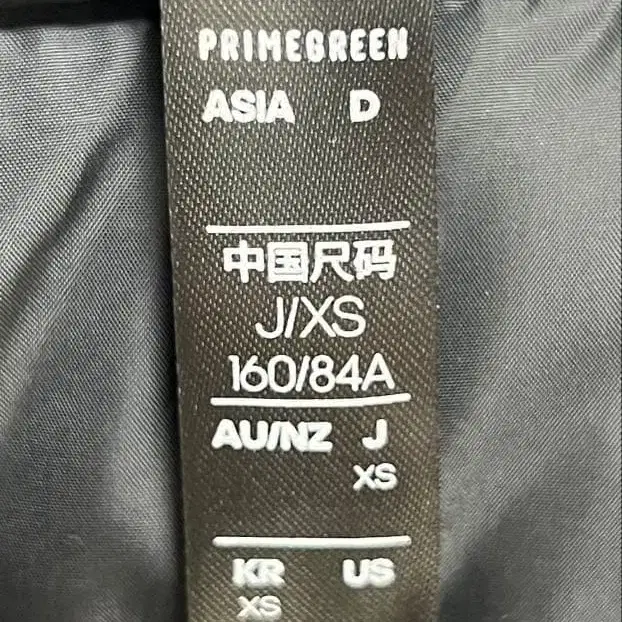 PRIMEGREEN
ASIA D
中国尺码
J/XS
160/84A
AU/NZ J
XS
KR US
XS